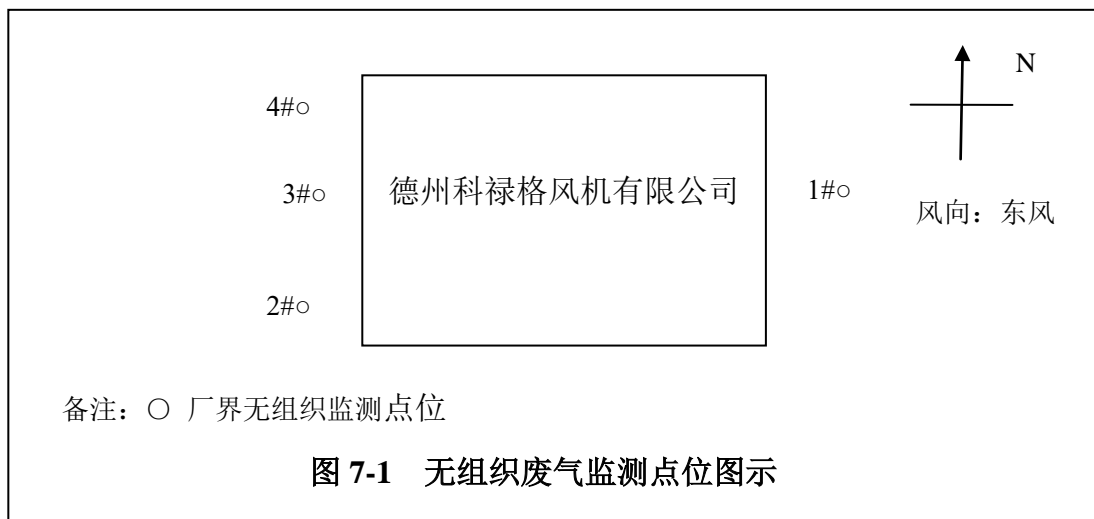 N
4#○
3#○
德州科禄格风机有限公司
1#○
风向：东风
2#○
备注：○ 厂界无组织监测点位
图 7-1 无组织废气监测点位图示